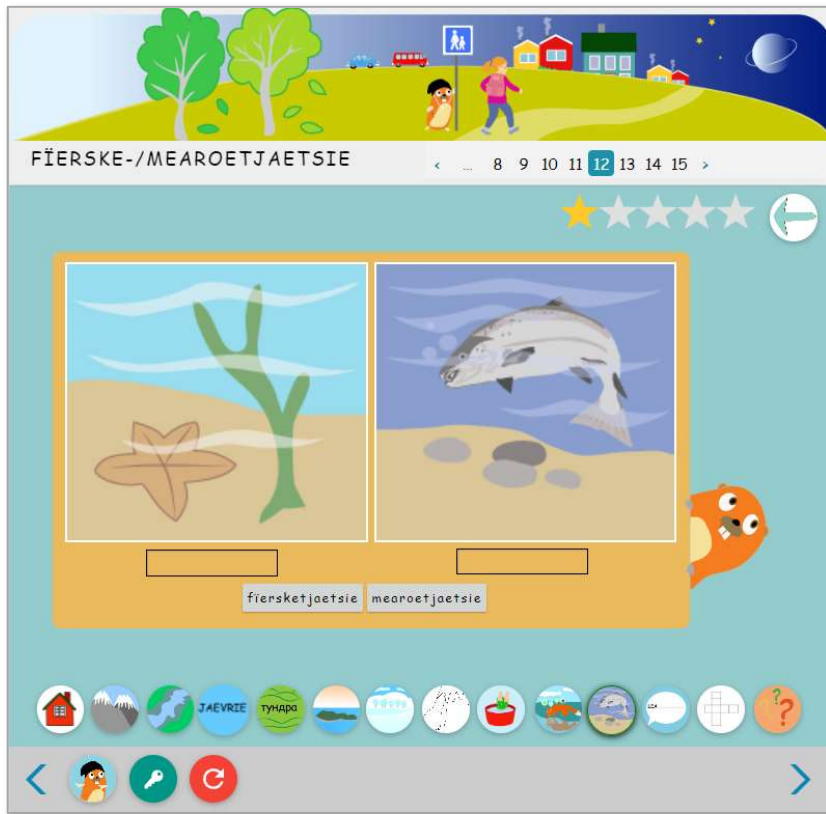 FÏERSKE-/MEAROETJAETSIE
< ... 8 9 10 11 12 13 14 15 >
fïersketjaetsie mearoetjaetsie
JAEVRIE
тундра
? ?